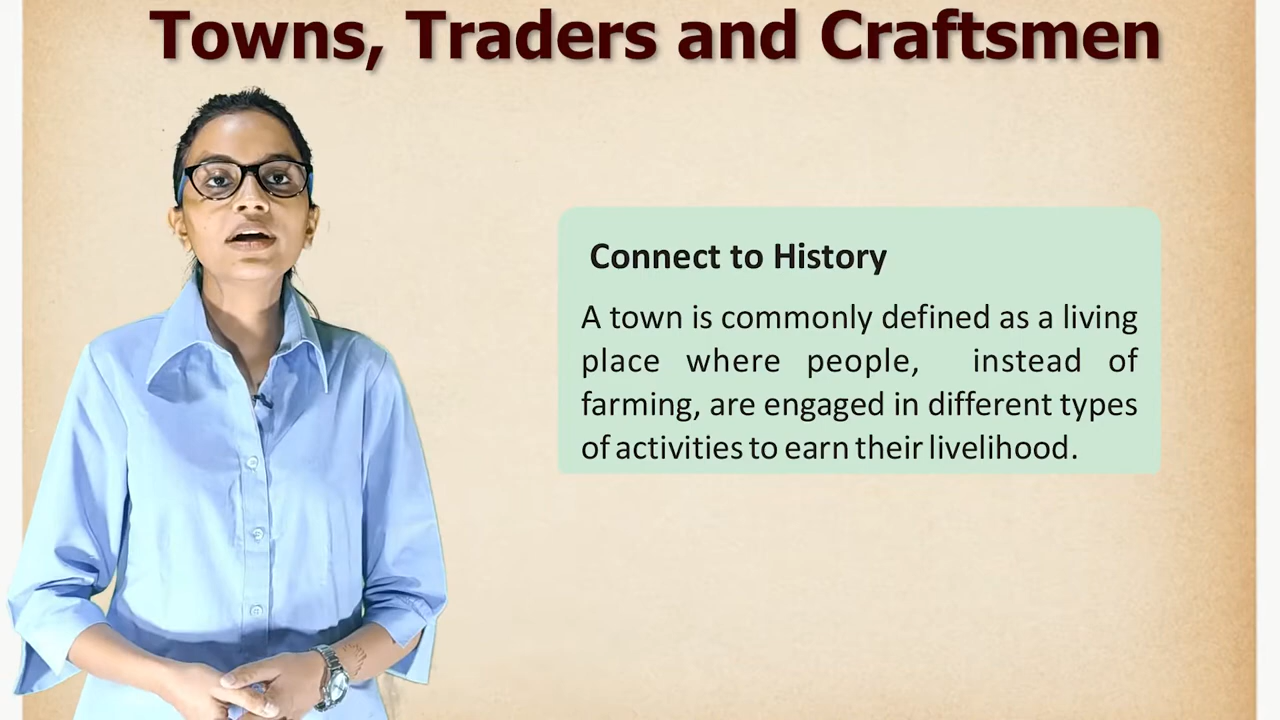 Towns, Traders and Craftsmen
Connect to History
A town is commonly defined as a living
place where people, instead of
farming, are engaged in different types
of activities to earn their livelihood.